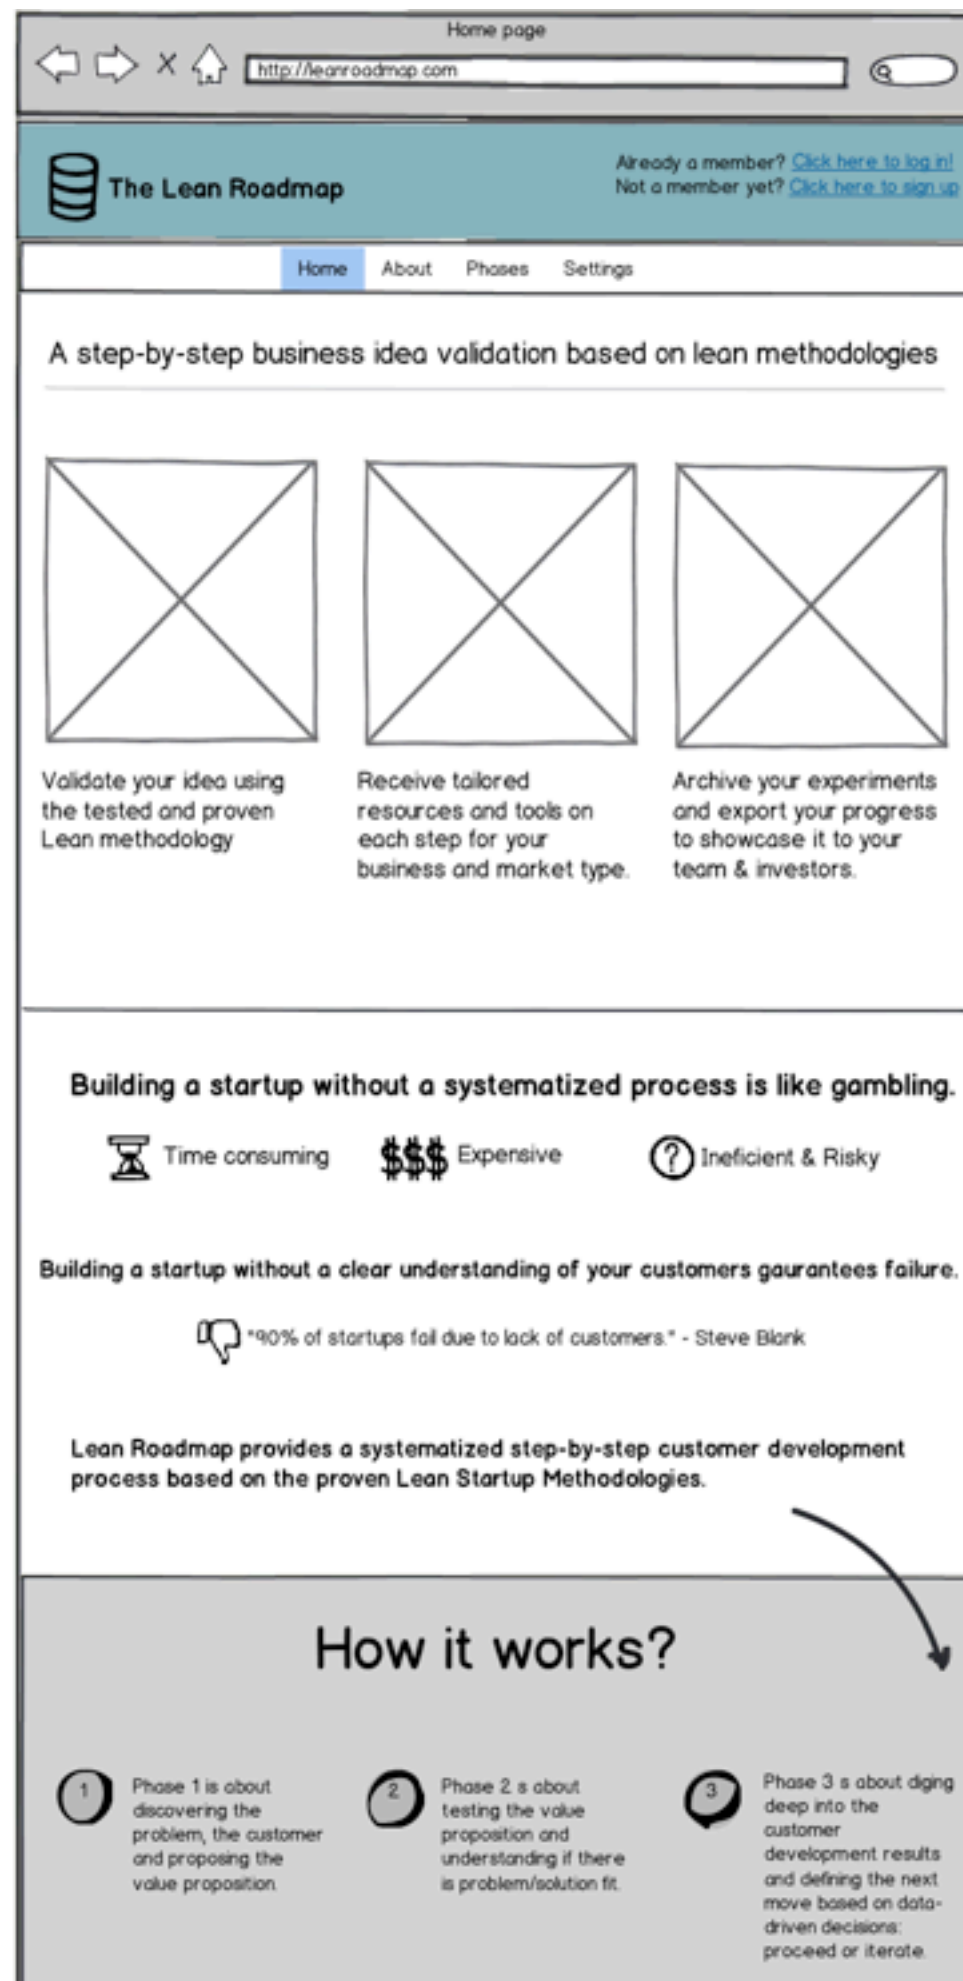 Home page
http://leanroadmap.com
The Lean Roadmap
Already a member? Click here to log in!
Not a member yet? Click here to sign up
Home About Phases Settings
A step-by-step business idea validation based on lean methodologies
Validate your idea using
the tested and proven
Lean methodology
Receive tailored
resources and tools on
each step for your
business and market type.
Archive your experiments
and export your progress
to showcase it to your
team & investors.
Building a startup without a systematized process is like gambling.
Time consuming
$$$ Expensive
? Ineficient & Risky
Building a startup without a clear understanding of your customers gaurantees failure.
"90% of startups fail due to lack of customers." - Steve Blank
Lean Roadmap provides a systematized step-by-step customer development
process based on the proven Lean Startup Methodologies.
How it works?
1
Phase 1 is about
discovering the
problem, the customer
and proposing the
value proposition.
2
Phase 2 s about
testing the value
proposition and
understanding if there
is problem/solution fit.
3
Phase 3 s about diging
deep into the
customer
development results
and defining the next
move based on data-
driven decisions:
proceed or iterate.